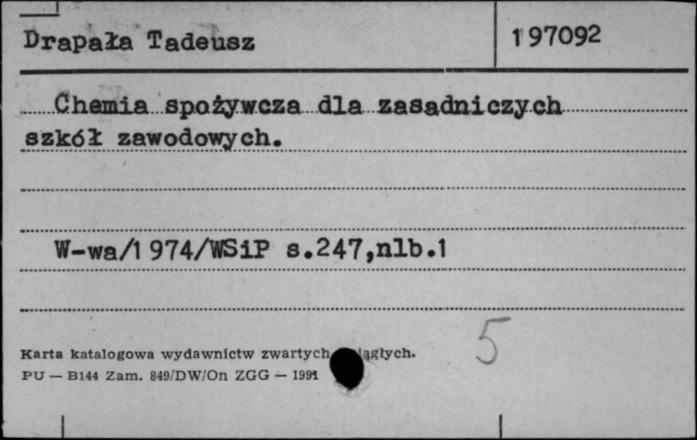 Drapała Tadeusz 197092
Chemia spożywcza dla zasadniczych
szkół zawodowych.
W-wa/1974/WSiP s.247,nlb.1
5
Karta katalogowa wydawnictw zwartych ągłych.
PU — B144 Zam. 849/DW/On ZGG — 1991